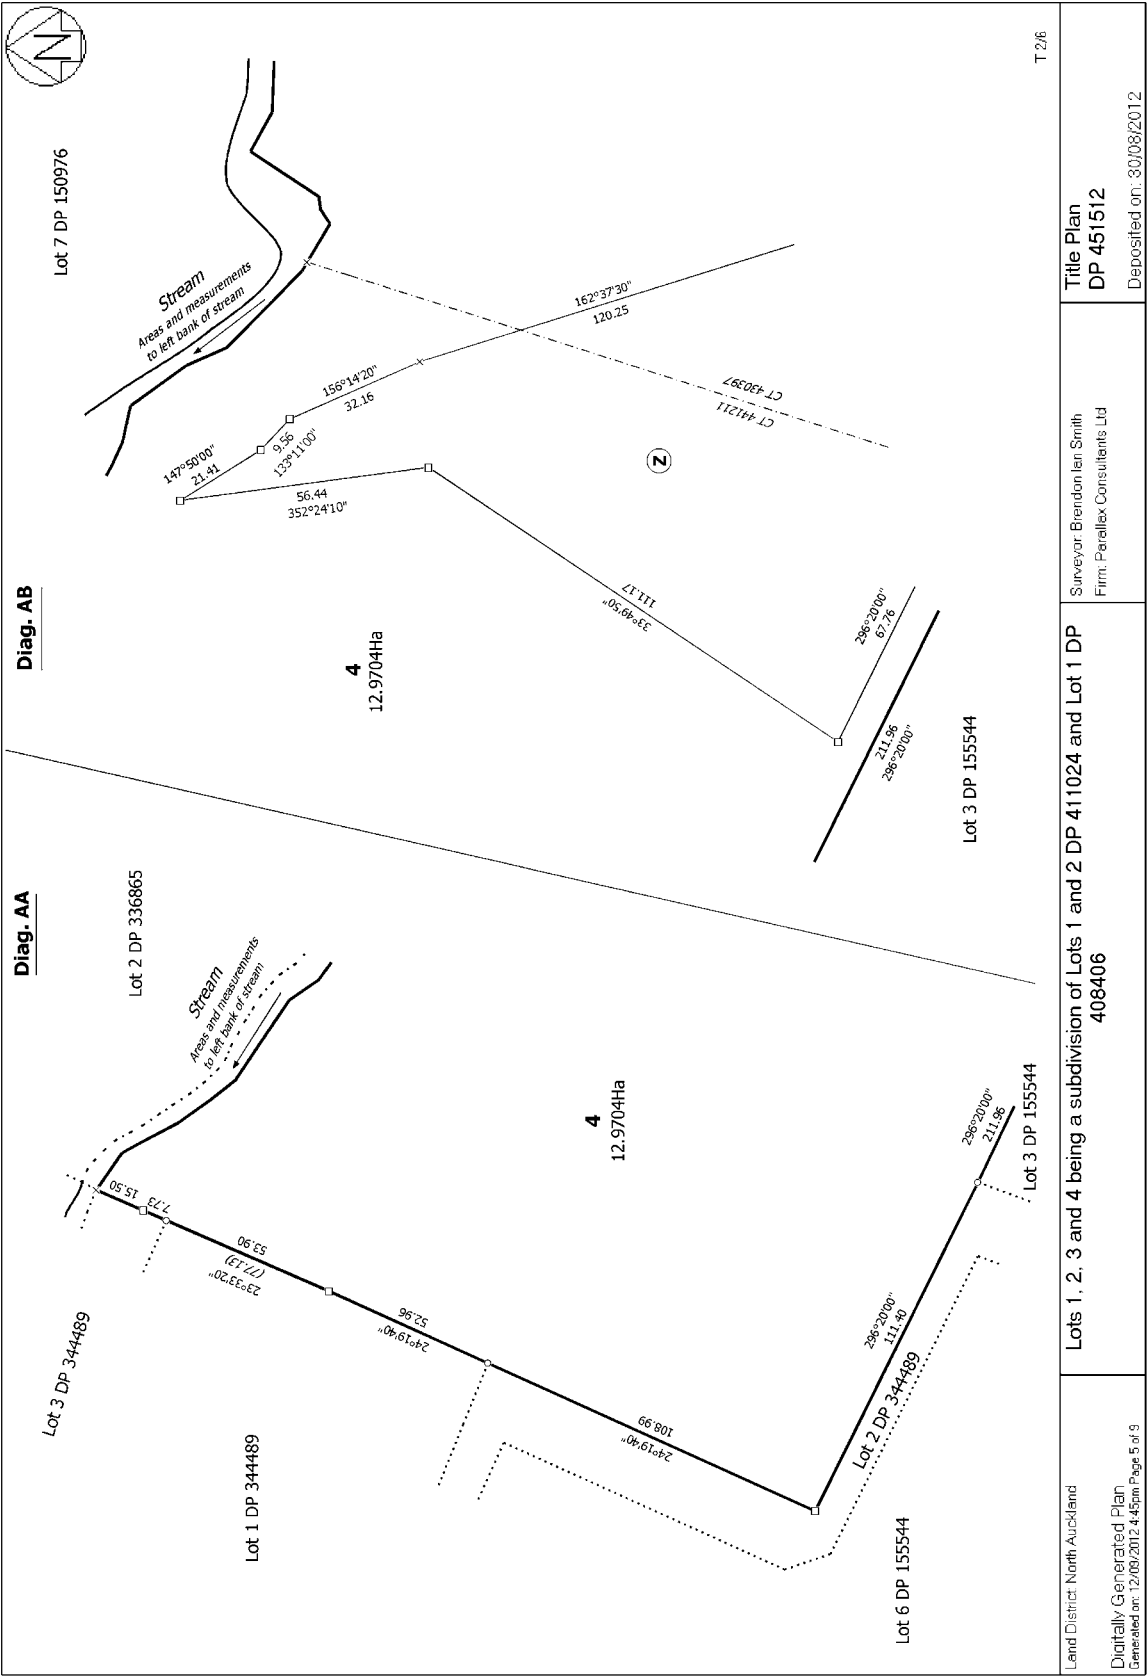 Diag. AA
Diag. AB
N
Lot 3 DP 344489
Lot 2 DP 336865
Lot 7 DP 150976
Stream
Areas and measurements
to left bank of stream
15.50
7.73
53.90
(77.13)
23°33'20"
52.96
24°19'40"
108.99
24°19'40"
Lot 1 DP 344489
4
12.9704Ha
296°20'00"
111.40
Lot 2 DP 344489
296°20'00"
211.96
Lot 3 DP 155544
Lot 6 DP 155544
Stream
Areas and measurements
to left bank of stream
147°50'00"
21.41
9.56
133°11'00"
156°14'20"
32.16
162°37'30"
120.25
56.44
352°24'10"
CT 430397
CT 441211
Z
4
12.9704Ha
111.17
33°49'50"
296°20'00"
67.76
211.96
296°20'00"
Lot 3 DP 155544
T 2/6
Land District: North Auckland
Digitally Generated Plan
Generated on: 12/09/2012 4:45pm Page 5 of 9
Lots 1, 2, 3 and 4 being a subdivision of Lots 1 and 2 DP 411024 and Lot 1 DP
408406
Surveyor: Brendon Ian Smith
Firm: Parallax Consultants Ltd
Title Plan
DP 451512
Deposited on: 30/08/2012